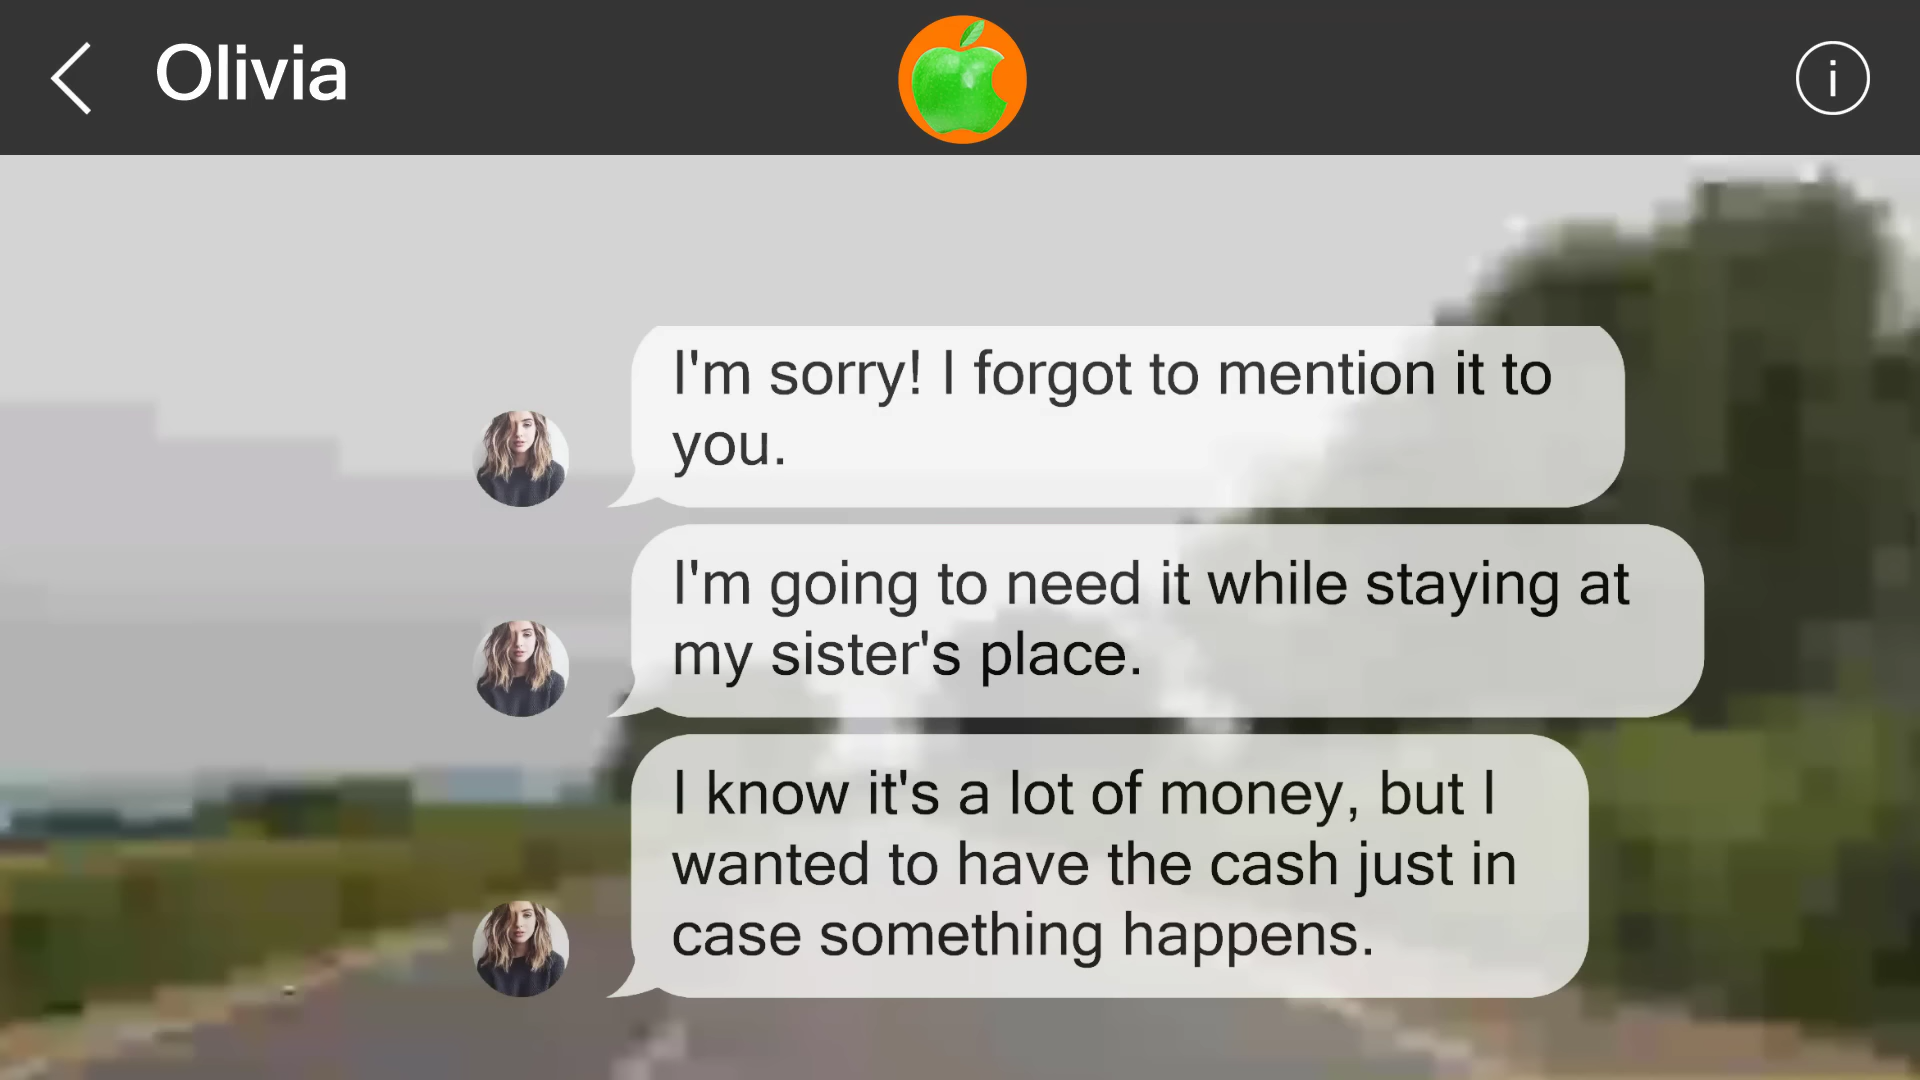 Olivia
i
I'm sorry! I forgot to mention it to
you.
I'm going to need it while staying at
my sister's place.
I know it's a lot of money, but I
wanted to have the cash just in
case something happens.